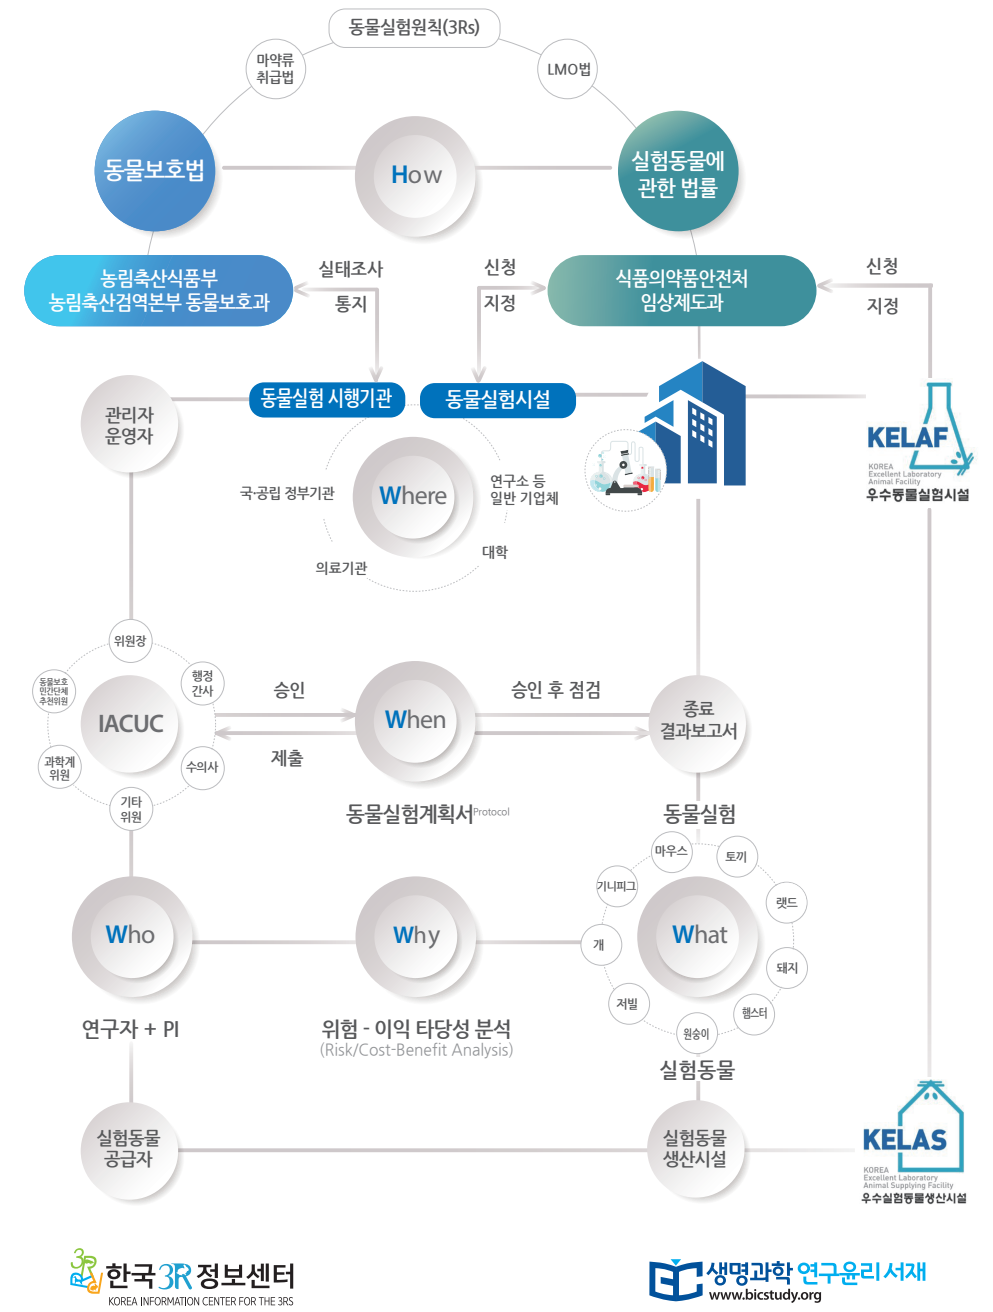 동물실험원칙(3Rs)
마약류
취급법
LMO법
동물보호법
How
실험동물에
관한 법률
농림축산식품부
농림축산검역본부 동물보호과
실태조사
통지
신청
지정
식품의약품안전처
임상제도과
신청
지정
관리자
운영자
동물실험 시행기관
동물실험시설
Where
국·공립 정부기관
연구소 등
일반 기업체
의료기관
대학
KELAF
KOREA
Excellent Laboratory
Animal Facility
우수동물실험시설
위원장
행정
간사
동물보호
민간단체
추천위원
IACUC
과학계
위원
수의사
기타
위원
승인
제출
When
승인 후 점검
종료
결과보고서
동물실험계획서Protocol
동물실험
마우스
토끼
기니피그
랫드
개
돼지
저빌
햄스터
원숭이
Who
Why
What
연구자 + PI
위험 - 이익 타당성 분석
(Risk/Cost-Benefit Analysis)
실험동물
실험동물
공급자
실험동물
생산시설
KELAS
KOREA
Excellent Laboratory
Animal Supplying Facility
우수실험동물생산시설
3R
한국3R정보센터
KOREA INFORMATION CENTER FOR THE 3RS
생명과학 연구윤리 서재
www.bicstudy.org